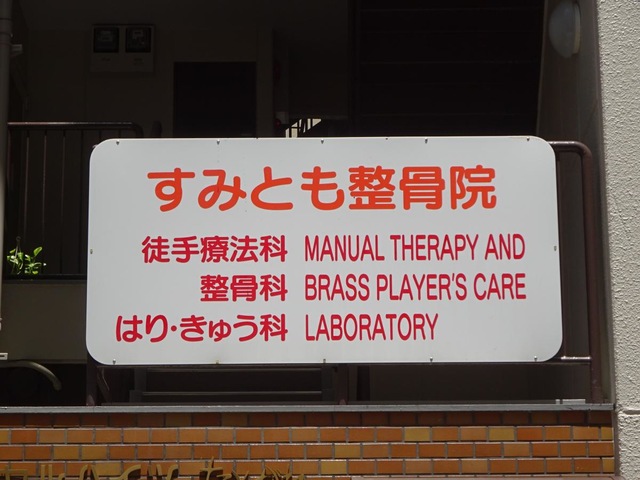 すみとも整骨院
徒手療法科 MANUAL THERAPY AND
整骨科 BRASS PLAYER'S CARE
はり・きゅう科 LABORATORY